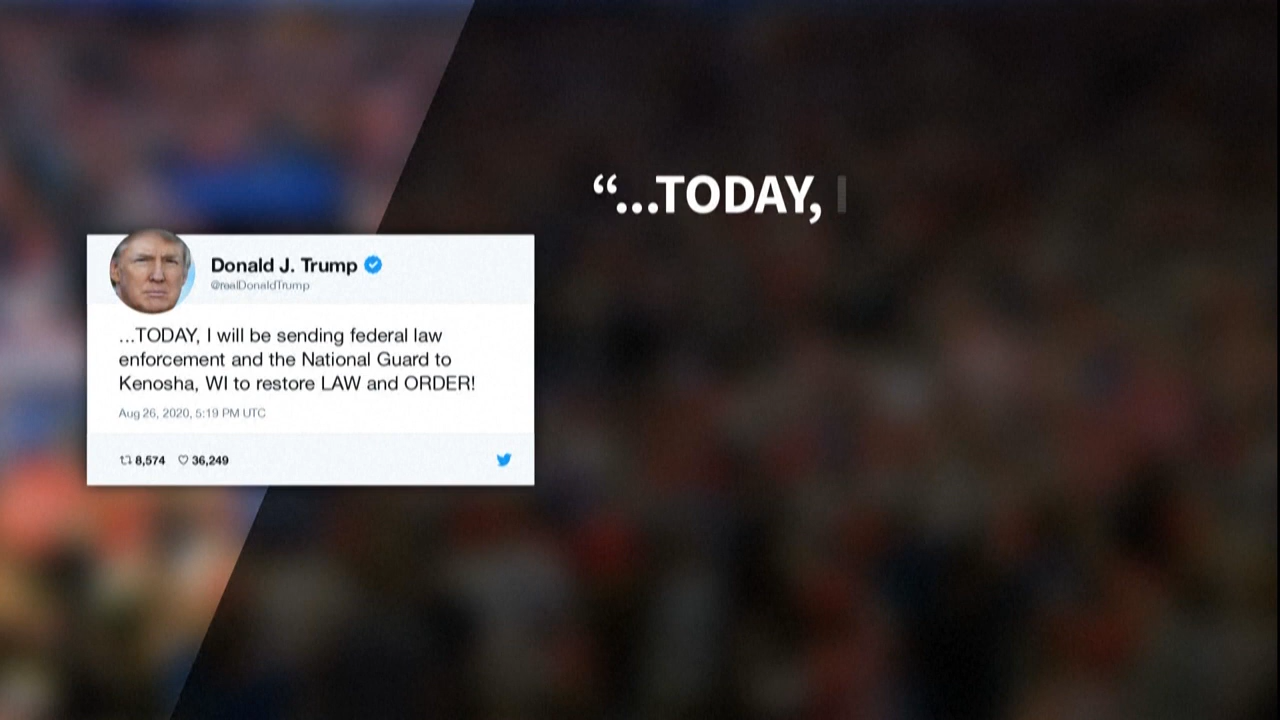 Donald J. Trump
@realDonaldTrump
...TODAY, I will be sending federal law
enforcement and the National Guard to
Kenosha, WI to restore LAW and ORDER!
Aug 26, 2020, 5:19 PM UTC
8,574 36,249
“...TODAY, I